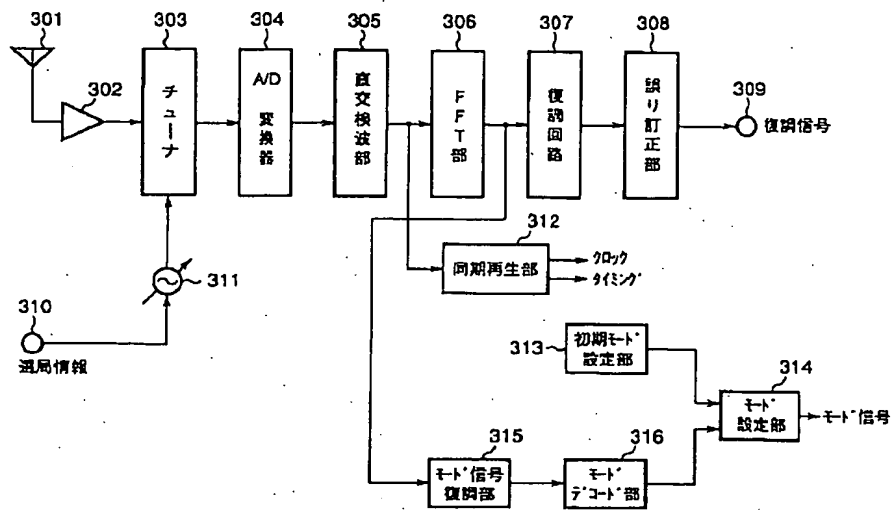 301
302
303
304
305
306
307
308
チューナ
A/D
変換器
直交検波部
FFT部
復調回路
誤り訂正部
309
復調信号
312
同期再生部
クロック
タイミング
311
310
選局情報
313
初期モード
設定部
314
モード
設定部
モード信号
315
モード信号
復調部
316
モード
デコード部